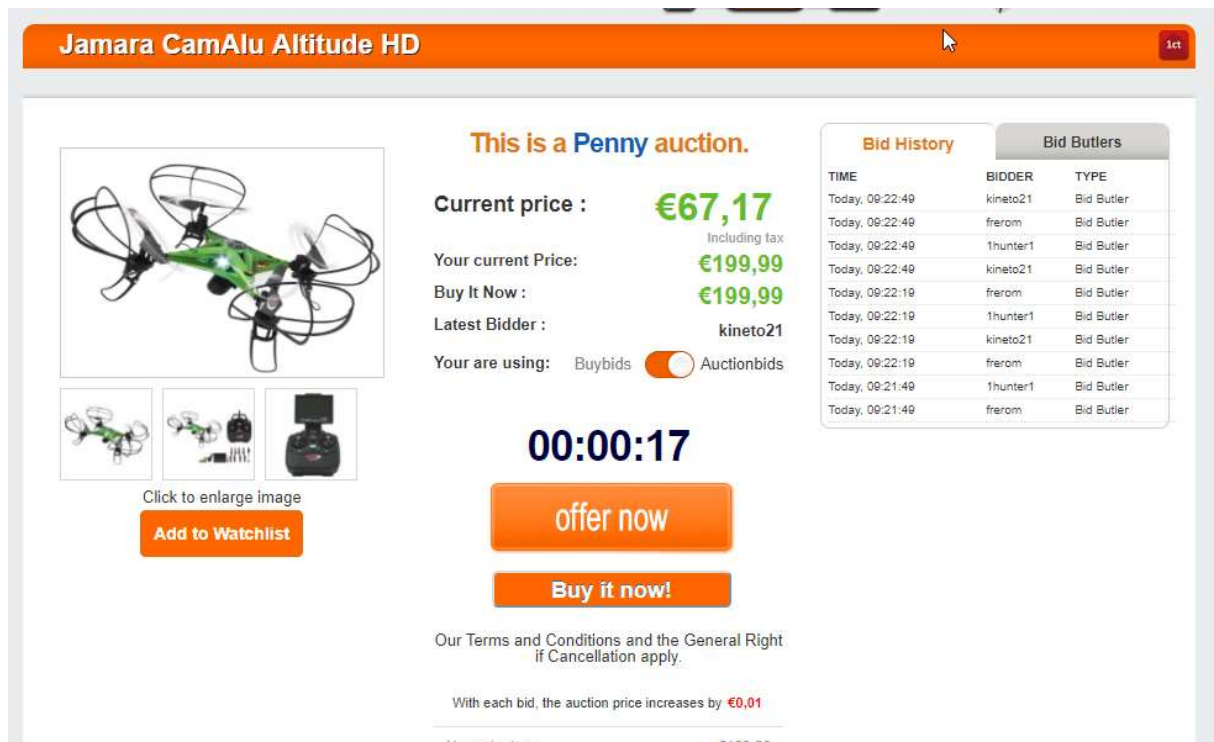 Jamara CamAlu Altitude HD
1ct
This is a Penny auction.
Current price :
€67,17
Including tax
Your current Price:
€199,99
Buy It Now :
€199,99
Latest Bidder :
kineto21
Your are using:
Buybids
Auctionbids
00:00:17
offer now
Buy it now!
Our Terms and Conditions and the General Right
if Cancellation apply.
With each bid, the auction price increases by €0,01
Click to enlarge image
Add to Watchlist
Bid History
Bid Butlers
TIME BIDDER TYPE
Today, 09:22:49 kineto21 Bid Butler
Today, 09:22:49 frerom Bid Butler
Today, 09:22:49 1hunter1 Bid Butler
Today, 09:22:49 kineto21 Bid Butler
Today, 09:22:19 frerom Bid Butler
Today, 09:22:19 1hunter1 Bid Butler
Today, 09:22:19 kineto21 Bid Butler
Today, 09:22:19 frerom Bid Butler
Today, 09:21:49 1hunter1 Bid Butler
Today, 09:21:49 frerom Bid Butler